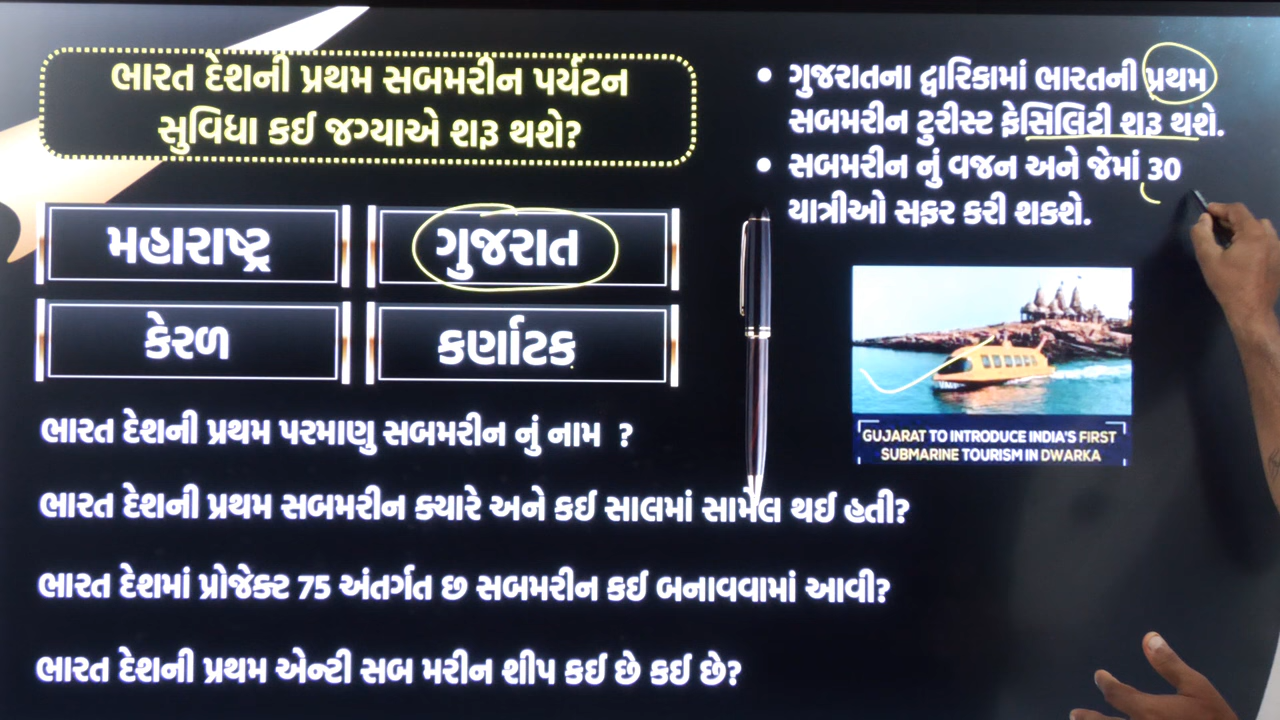 ભારત દેશની પ્રથમ સબમરીન પર્યટન
સુવિધા કઈ જગ્યાએ શરૂ થશે?
મહારાષ્ટ્ર
ગુજરાત
કેરળ
કર્ણાટક
ગુજરાતના દ્વારિકામાં ભારતની પ્રથમ
સબમરીન ટુરીસ્ટ ફેસિલિટી શરૂ થશે.
સબમરીન નું વજન અને જેમાં 30
યાત્રીઓ સફર કરી શકશે.
GUJARAT TO INTRODUCE INDIA'S FIRST
SUBMARINE TOURISM IN DWARKA
ભારત દેશની પ્રથમ પરમાણુ સબમરીન નું નામ ?
ભારત દેશની પ્રથમ સબમરીન ક્યારે અને કઈ સાલમાં સામેલ થઈ હતી?
ભારત દેશમાં પ્રોજેક્ટ 75 અંતર્ગત છ સબમરીન કઈ બનાવવામાં આવી?
ભારત દેશની પ્રથમ એન્ટી સબ મરીન શીપ કઈ છે કઈ છે?